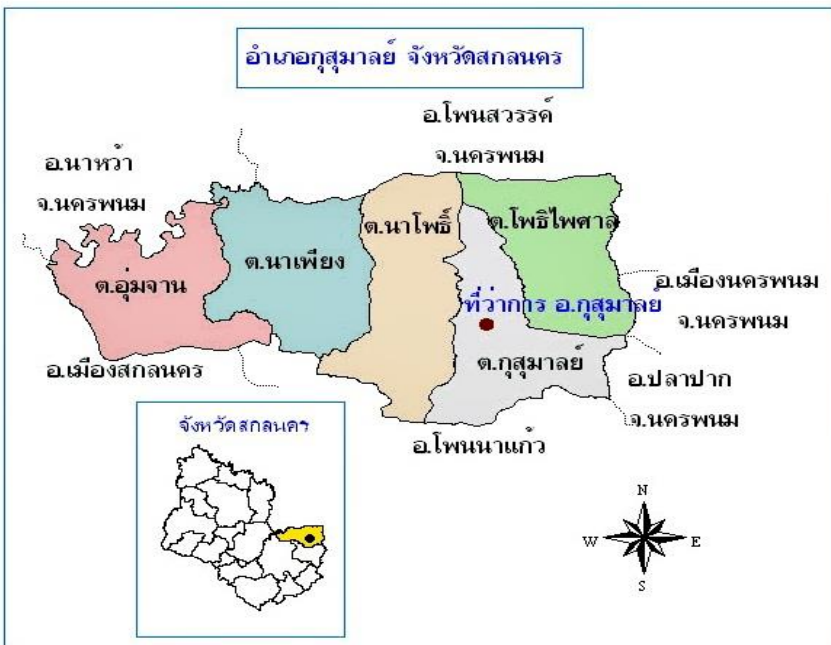 อำเภอกุสุมาลย์ จังหวัดสกลนคร
อ.โพนสวรรค์
จ.นครพนม
อ.นาหว้า
จ.นครพนม
ต.นาโพธิ์
ต.โพธิไพศาล
ต.นาเพียง
ต.อุ่มจาน
อ.เมืองนครพนม
จ.นครพนม
ที่ว่าการ อ.กุสุมาลย์
ต.กุสุมาลย์
อ.เมืองสกลนคร
อ.ปลาปาก
จ.นครพนม
อ.โพนนาแก้ว
จังหวัดสกลนคร
N
W
E
S